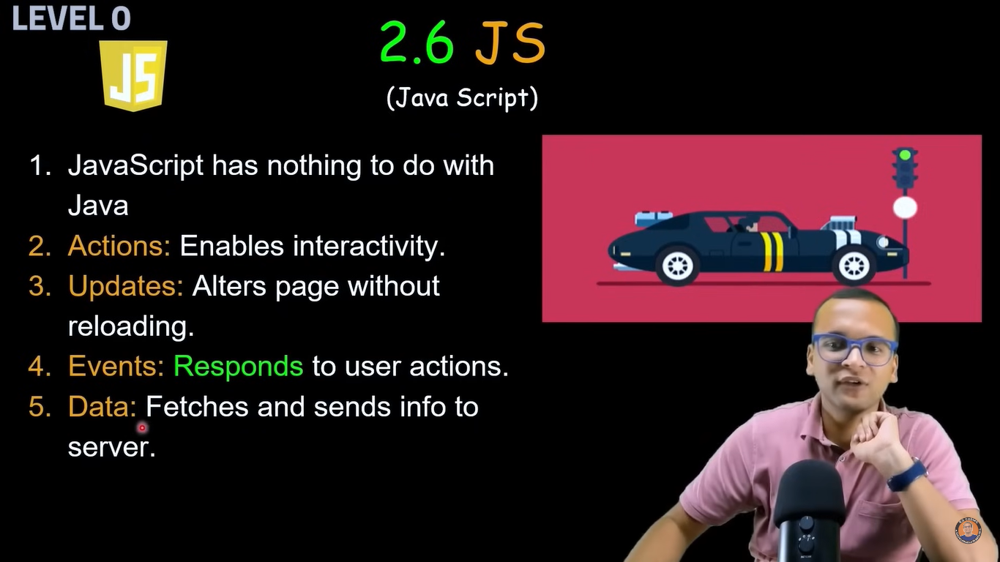 LEVEL 0
JS
2.6 JS
(Java Script)
1. JavaScript has nothing to do with
Java
2. Actions: Enables interactivity.
3. Updates: Alters page without
reloading.
4. Events: Responds to user actions.
5. Data: Fetches and sends info to
server.